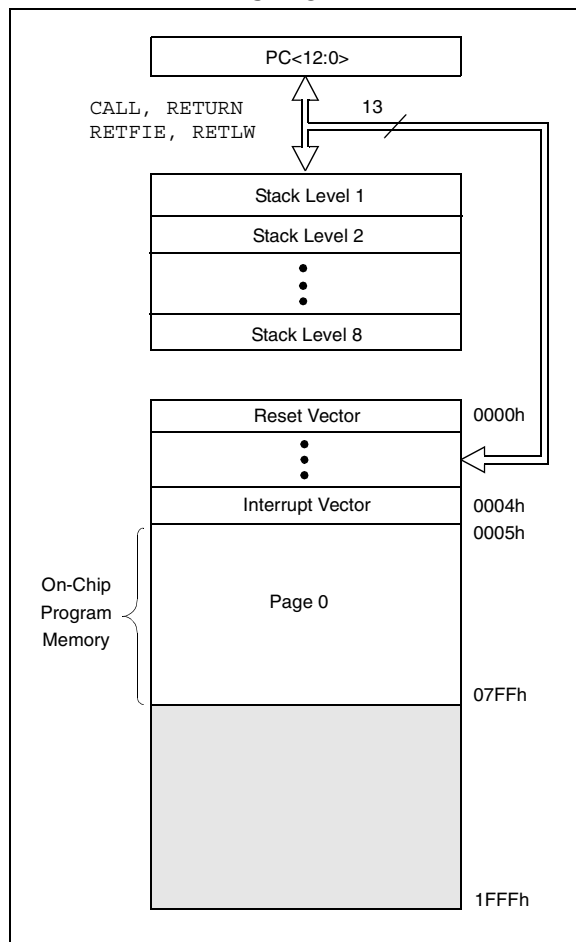 PC<12:0>
CALL, RETURN
RETFIE, RETLW
13
Stack Level 1
Stack Level 2
Stack Level 8
Reset Vector
0000h
Interrupt Vector
0004h
0005h
On-Chip
Program
Memory
Page 0
07FFh
1FFFh